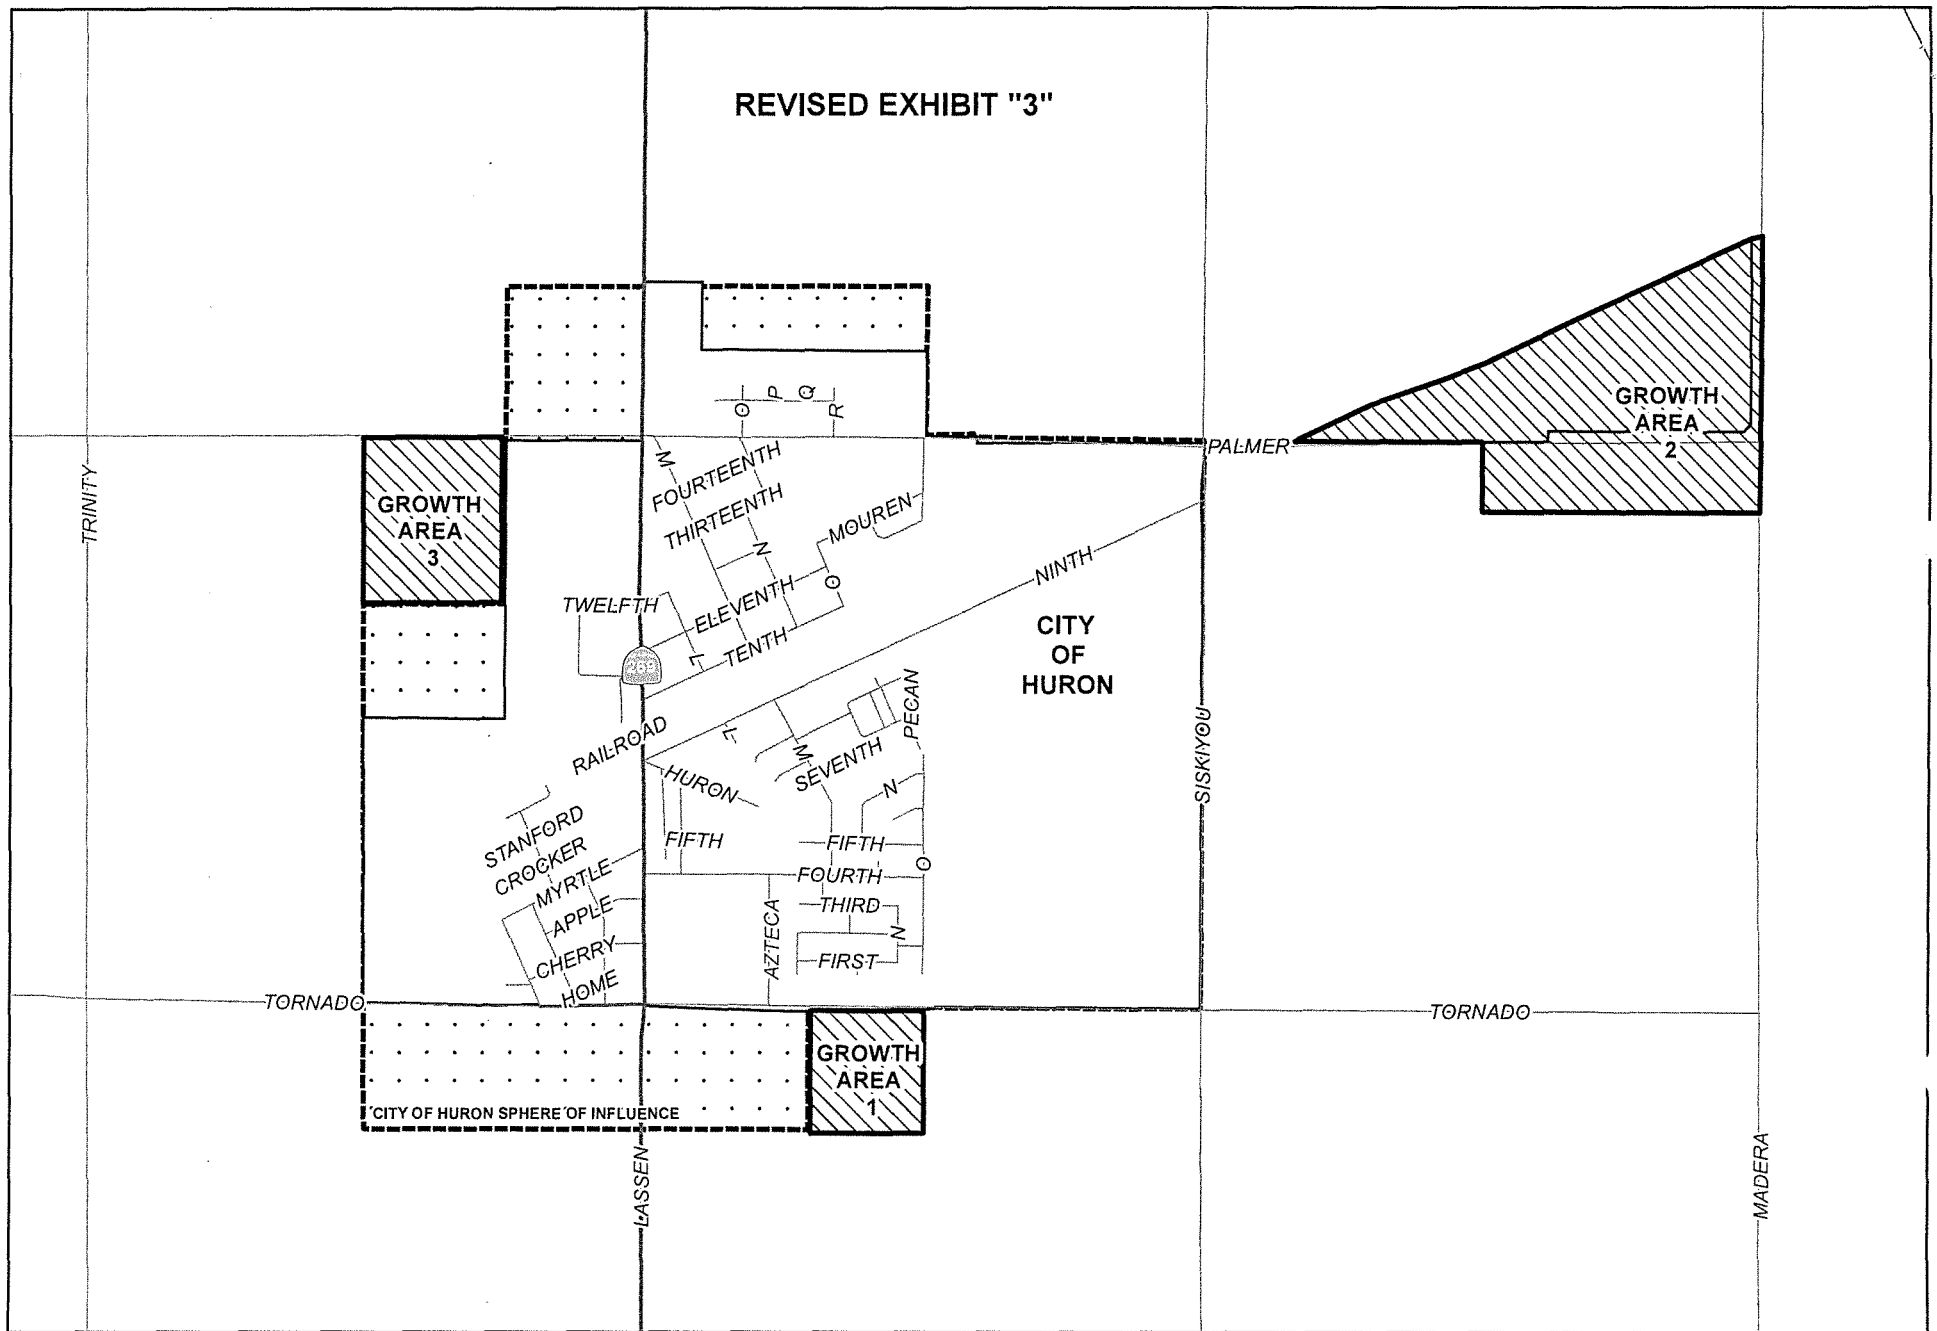 REVISED EXHIBIT "3"
P
Q
O
R
GROWTH
AREA
2
PALMER
TRINITY
GROWTH
AREA
3
M
FOURTEENTH
THIRTEENTH
MOUREN
N
NINTH
O
TWELFTH
ELEVENTH
TENTH
L
CITY
OF
HURON
PECAN
RAILROAD
L
M
SEVENTH
SISKIYOU
HURON
N
STANFORD
FIFTH
FIFTH
CROCKER
O
MYRTLE
FOURTH
APPLE
THIRD
AZTECA
N
CHERRY
FIRST
HOME
TORNADO
TORNADO
GROWTH
AREA
1
CITY OF HURON SPHERE OF INFLUENCE
LASSEN
MADERA